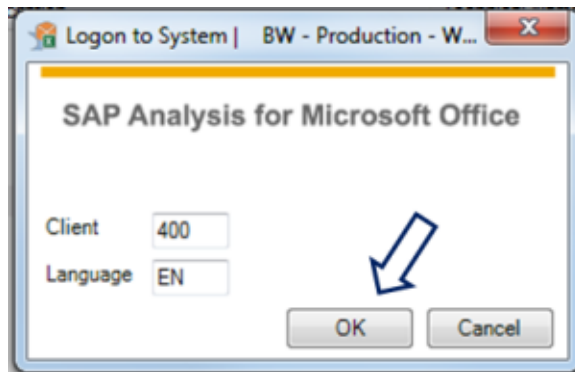 Logon to System | BW - Production - W...
SAP Analysis for Microsoft Office
Client 400
Language EN
OK Cancel